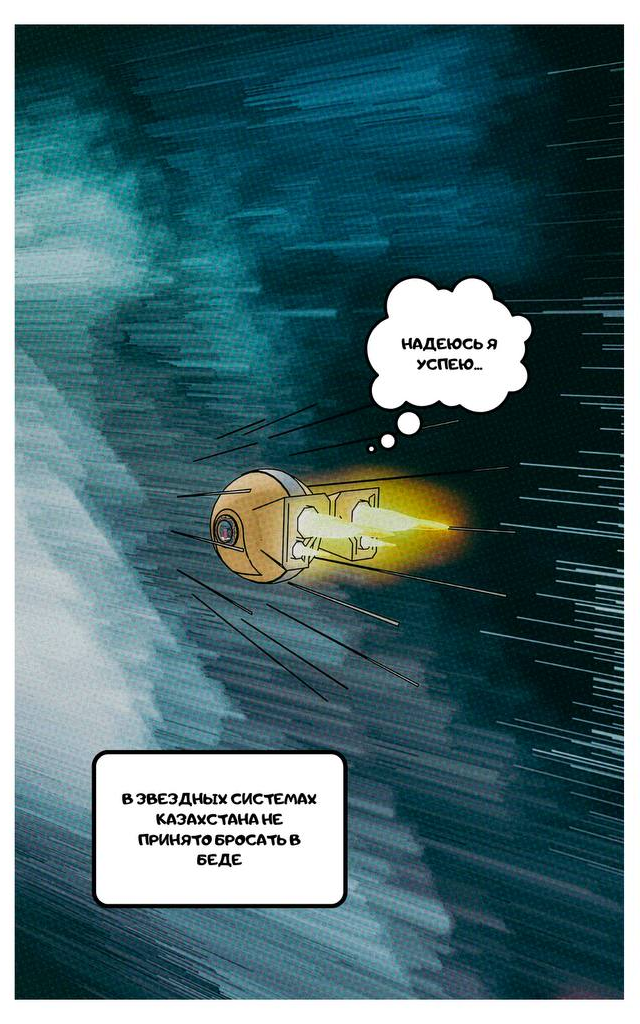 НАДЕЮСЬ Я
УСПЕЮ...
В ЗВЕЗДНЫХ СИСТЕМАХ
КАЗАХСТАНА НЕ
ПРИНЯТО БРОСАТЬ В
БЕДЕ